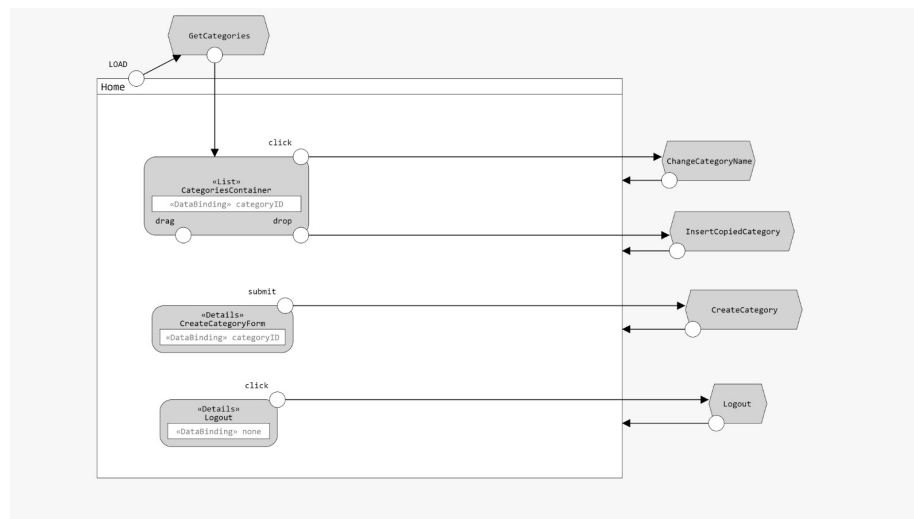 GetCategories
LOAD
Home
click
ChangeCategoryName
«List»
CategoriesContainer
«DataBinding» categoryID
drag
drop
InsertCopiedCategory
submit
CreateCategory
«Details»
CreateCategoryForm
«DataBinding» categoryID
click
Logout
«Details»
Logout
«DataBinding» none